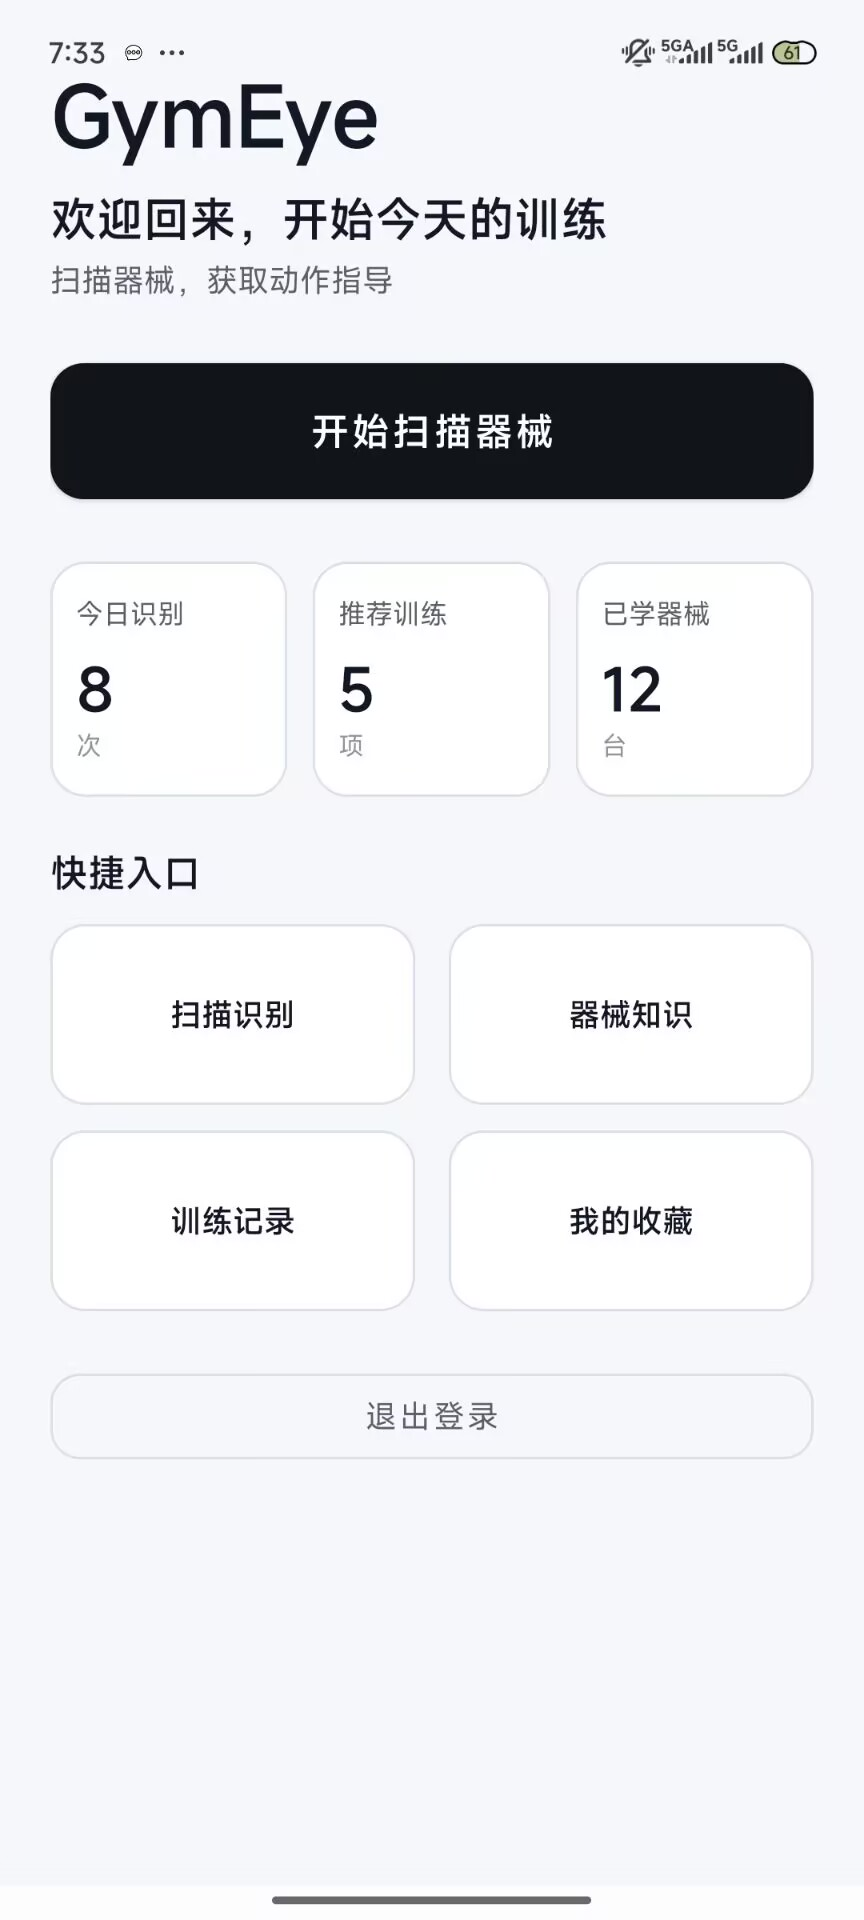 7:33
5GA 5G 61
GymEye
欢迎回来，开始今天的训练
扫描器械，获取动作指导
开始扫描器械
今日识别 推荐训练 已学器械
8 5 12
次 项 台
快捷入口
扫描识别 器械知识
训练记录 我的收藏
退出登录